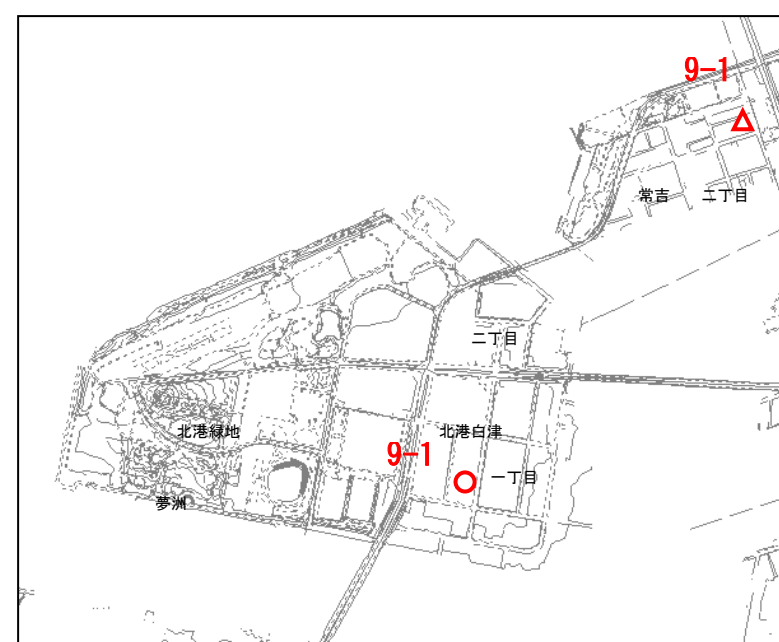 9-1
常吉 二丁目
二丁目
北港緑地
北港白津
9-1
一丁目
夢洲